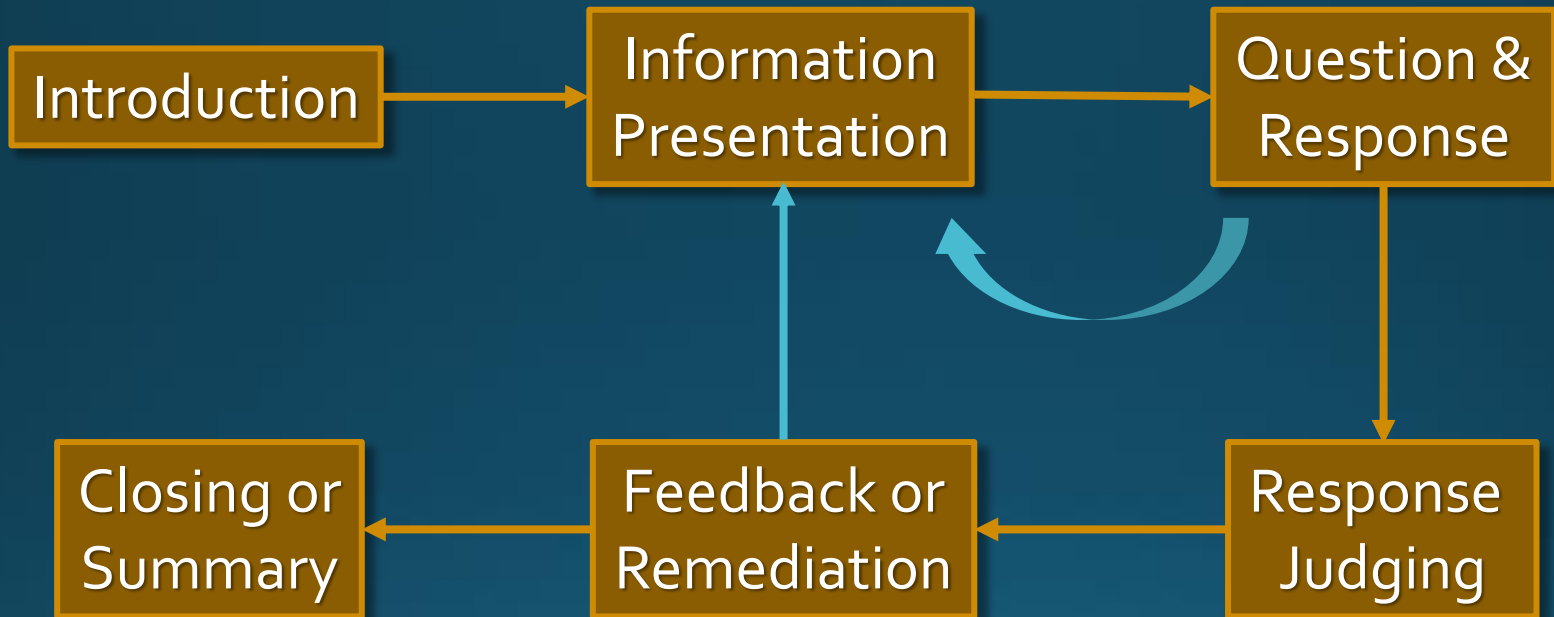 Introduction
Information
Presentation
Question &
Response
Response
Judging
Feedback or
Remediation
Closing or
Summary